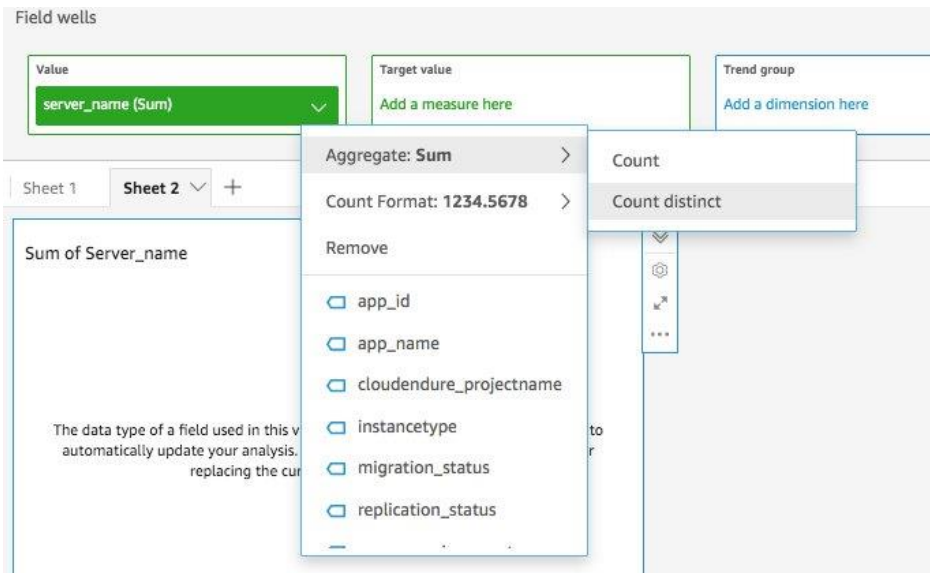 Field wells
Value
Target value
Trend group
server_name (Sum)
Add a measure here
Add a dimension here
Aggregate: Sum
Count
Sheet 1
Sheet 2
Count Format: 1234.5678
Count distinct
Remove
Sum of Server_name
app_id
app_name
cloudendure_projectname
instancetype
The data type of a field used in this v
to
automatically update your analysis.
r
migration_status
replacing the cur
replication_status